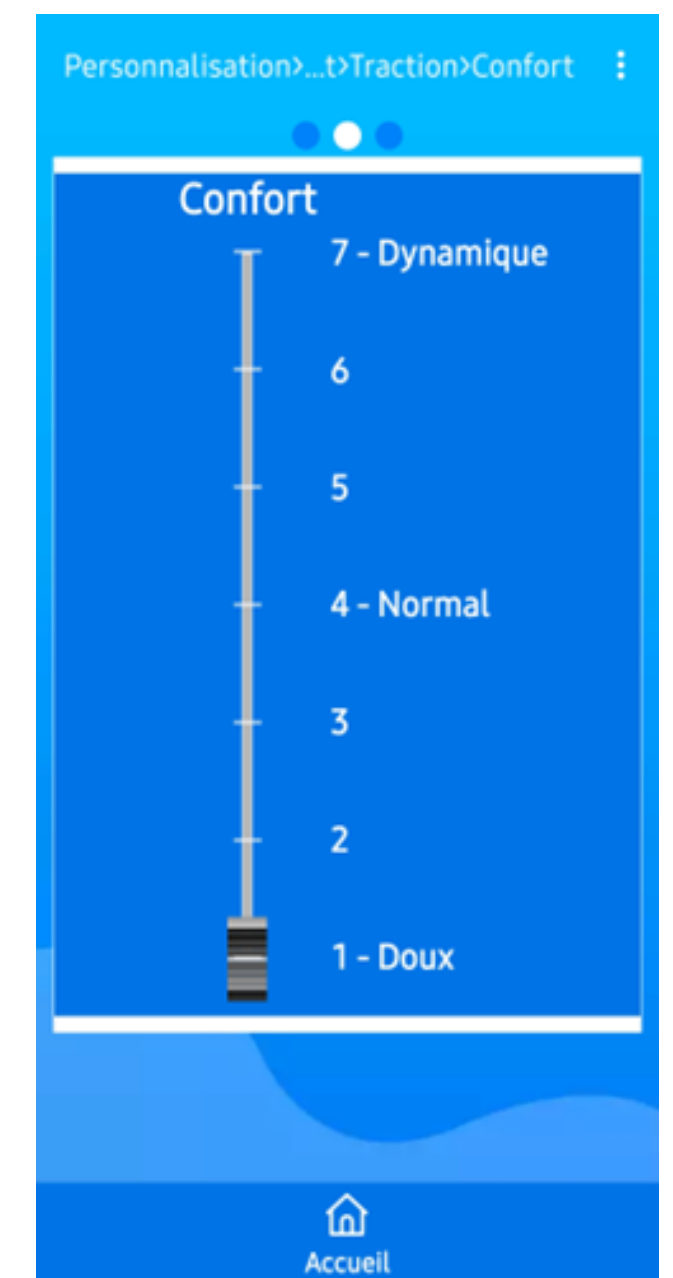 Personnalisation>...t>Traction>Confort
Confort
7 - Dynamique
6
5
4 - Normal
3
2
1 - Doux
Accueil